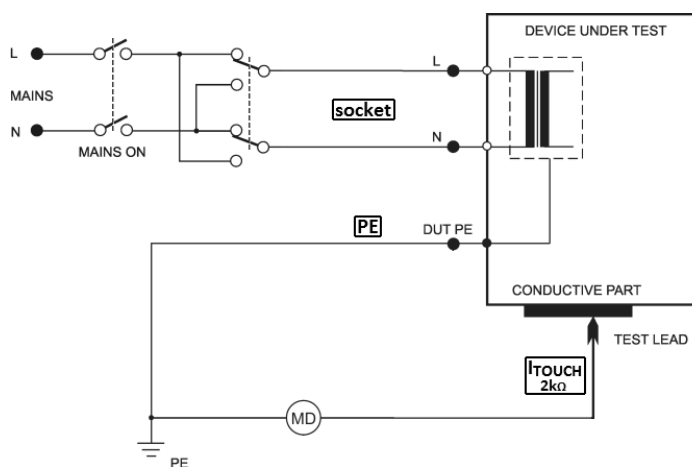 DEVICE UNDER TEST
L
L
MAINS
socket
N
N
MAINS ON
PE
DUT PE
CONDUCTIVE PART
TEST LEAD
ITOUCH
2kΩ
MD
PE